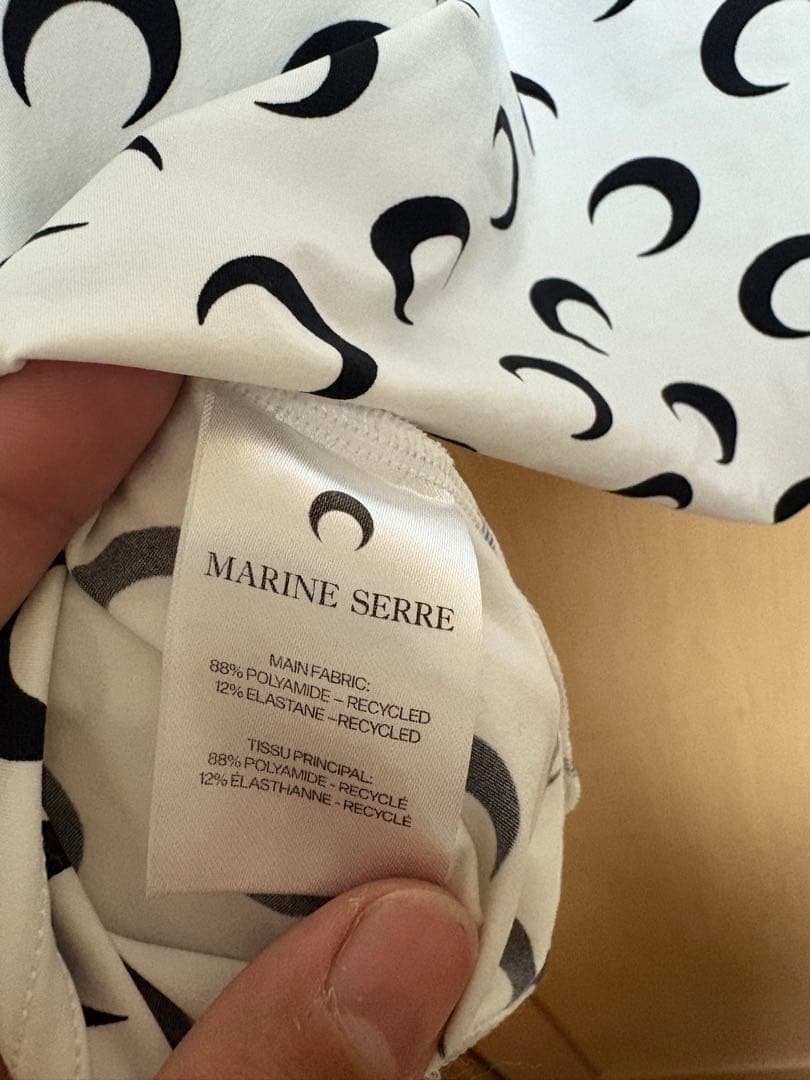 MARINE SERRE
MAIN FABRIC:
88% POLYAMIDE – RECYCLED
12% ELASTANE –RECYCLED
TISSU PRINCIPAL:
88% POLYAMIDE - RECYCLÉ
12% ÉLASTHANNE - RECYCLÉ